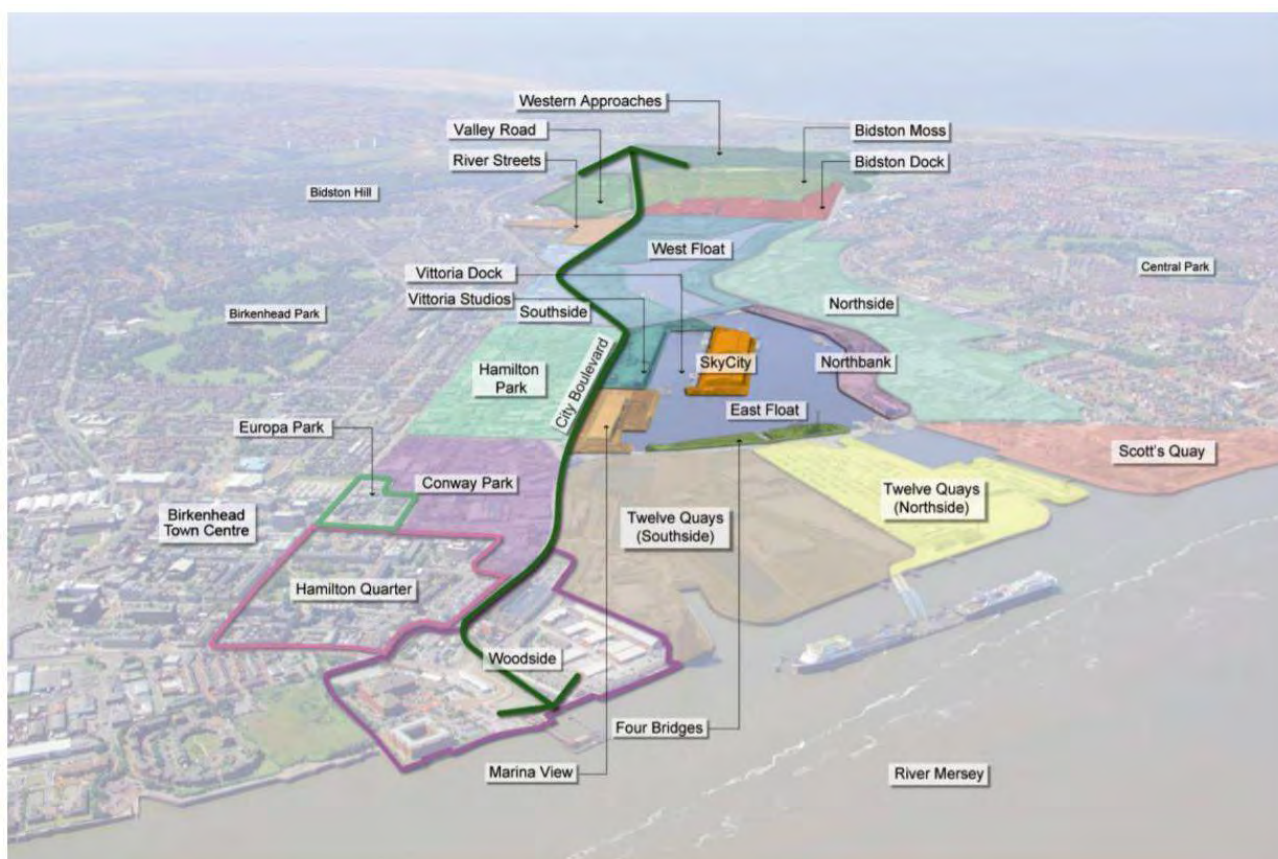 Western Approaches
Valley Road
Bidston Moss
River Streets
Bidston Dock
Bidston Hill
West Float
Central Park
Vittoria Dock
Vittoria Studios
Southside
Northside
Birkenhead Park
City Boulevard
SkyCity
Northbank
Hamilton
Park
East Float
Europa Park
Scott's Quay
Conway Park
Twelve Quays
(Northside)
Birkenhead
Town Centre
Twelve Quays
(Southside)
Hamilton Quarter
Woodside
Four Bridges
Marina View
River Mersey